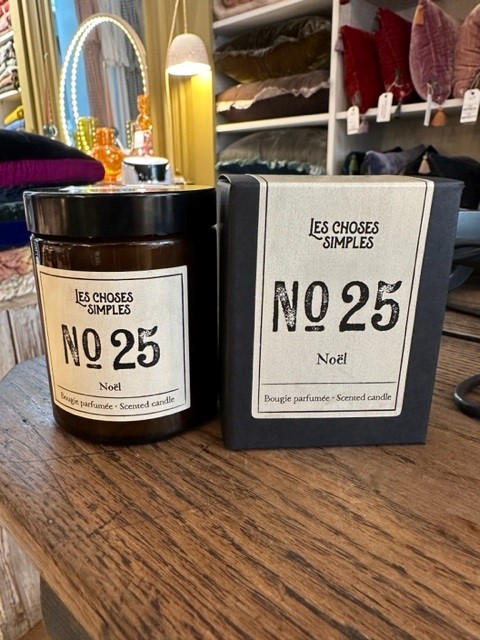 LES CHOSES
SIMPLES
NO 25
Noël
Bougie parfumée · Scented candle
LES CHOSES
SIMPLES
NO 25
Noël
Bougie parfumée · Scented candle